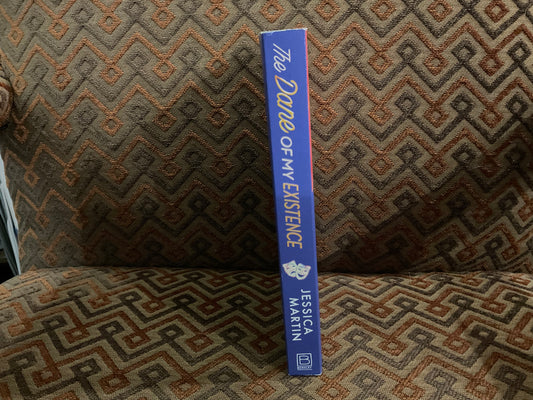 The Dane OF MY EXISTENCE
JESSICA
MARTIN